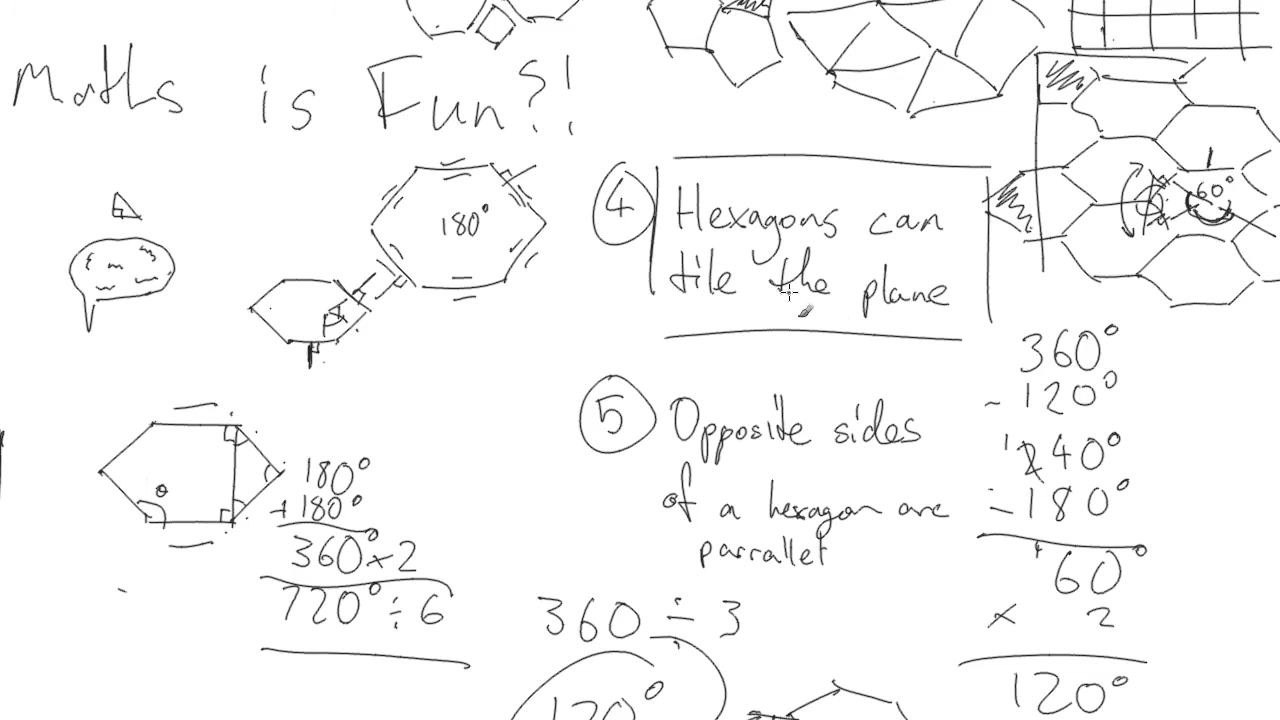 Maths is Fun?!
180°
4
Hexagons can
tile the plane
60°
360°
- 120°
240°
- 180°
60°
x 2
120°
5
Opposite sides
of a hexagon are
parrallel
θ
180°
+ 180°
360° x 2
720° ÷ 6
360 ÷ 3
120°